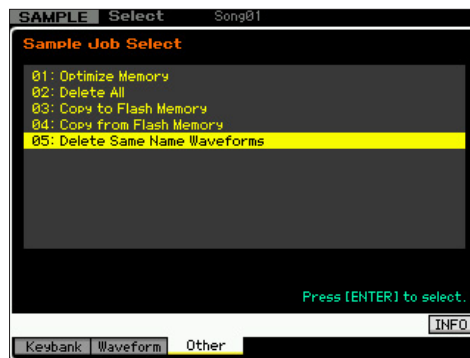 SAMPLE Select Song01
Sample Job Select
01: Optimize Memory
02: Delete All
03: Copy to Flash Memory
04: Copy from Flash Memory
05: Delete Same Name Waveforms
Press [ENTER] to select.
INFO
Keybank Waveform Other